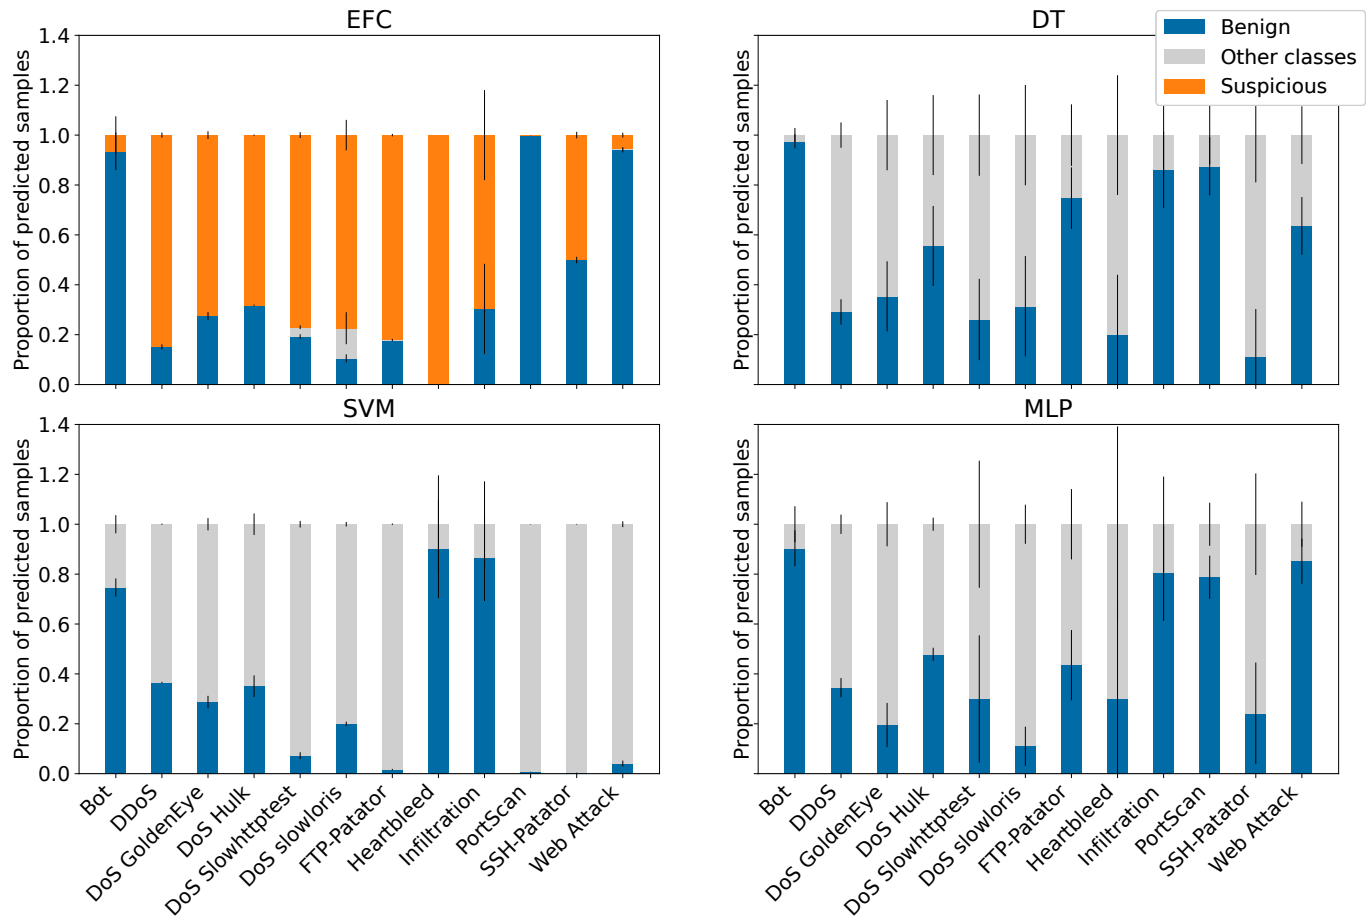 EFC
DT
Benign
Other classes
Suspicious
Proportion of predicted samples
1.4
1.2
1.0
0.8
0.6
0.4
0.2
0.0
Proportion of predicted samples
SVM
MLP
Proportion of predicted samples
1.4
1.2
1.0
0.8
0.6
0.4
0.2
0.0
Proportion of predicted samples
Bot
DDoS
DoS GoldenEye
DoS Hulk
DoS Slowhttptest
DoS slowloris
FTP-Patator
Heartbleed
Infiltration
PortScan
SSH-Patator
Web Attack
Bot
DDoS
DoS GoldenEye
DoS Hulk
DoS Slowhttptest
DoS slowloris
FTP-Patator
Heartbleed
Infiltration
PortScan
SSH-Patator
Web Attack